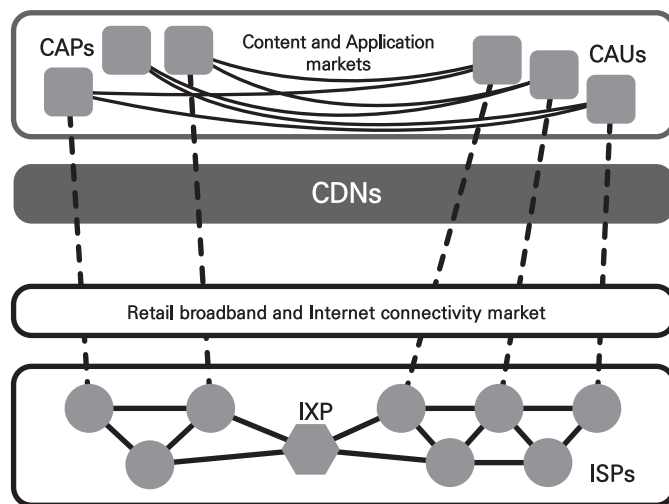 CAPs
Content and Application
markets
CAUs
CDNs
Retail broadband and Internet connectivity market
IXP
ISPs